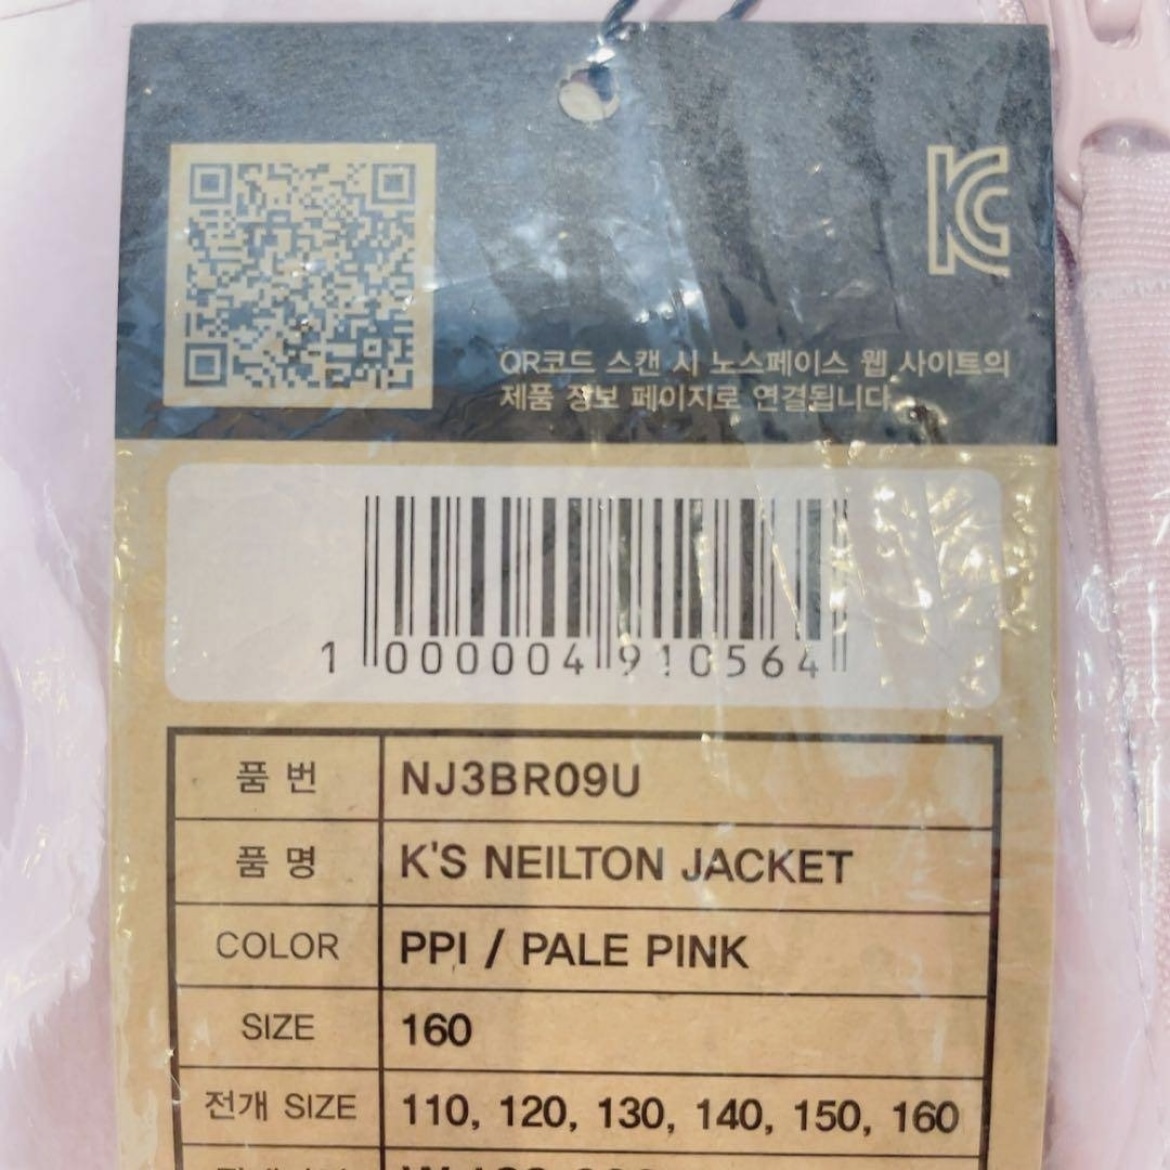 KC
QR코드 스캔 시 노스페이스 웹 사이트의
제품 정보 페이지로 연결됩니다.
1 000004 910564
품 번 NJ3BR09U
품 명 K'S NEILTON JACKET
COLOR PPI / PALE PINK
SIZE 160
전개 SIZE 110, 120, 130, 140, 150, 160